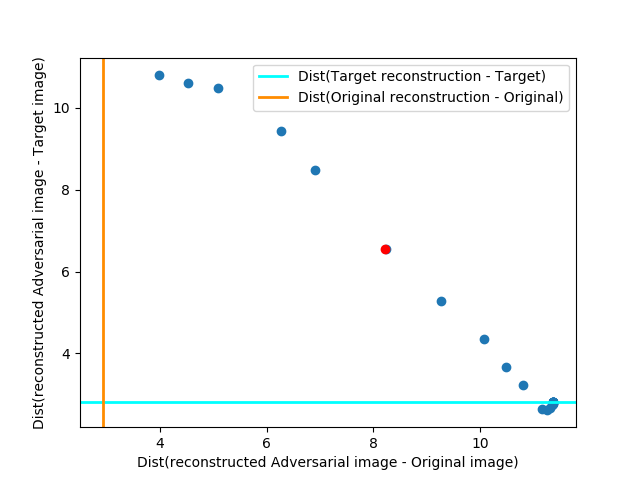 Dist(Target reconstruction - Target)
Dist(Original reconstruction - Original)
Dist(reconstructed Adversarial image - Target image)
10
8
6
4
4
6
8
10
Dist(reconstructed Adversarial image - Original image)